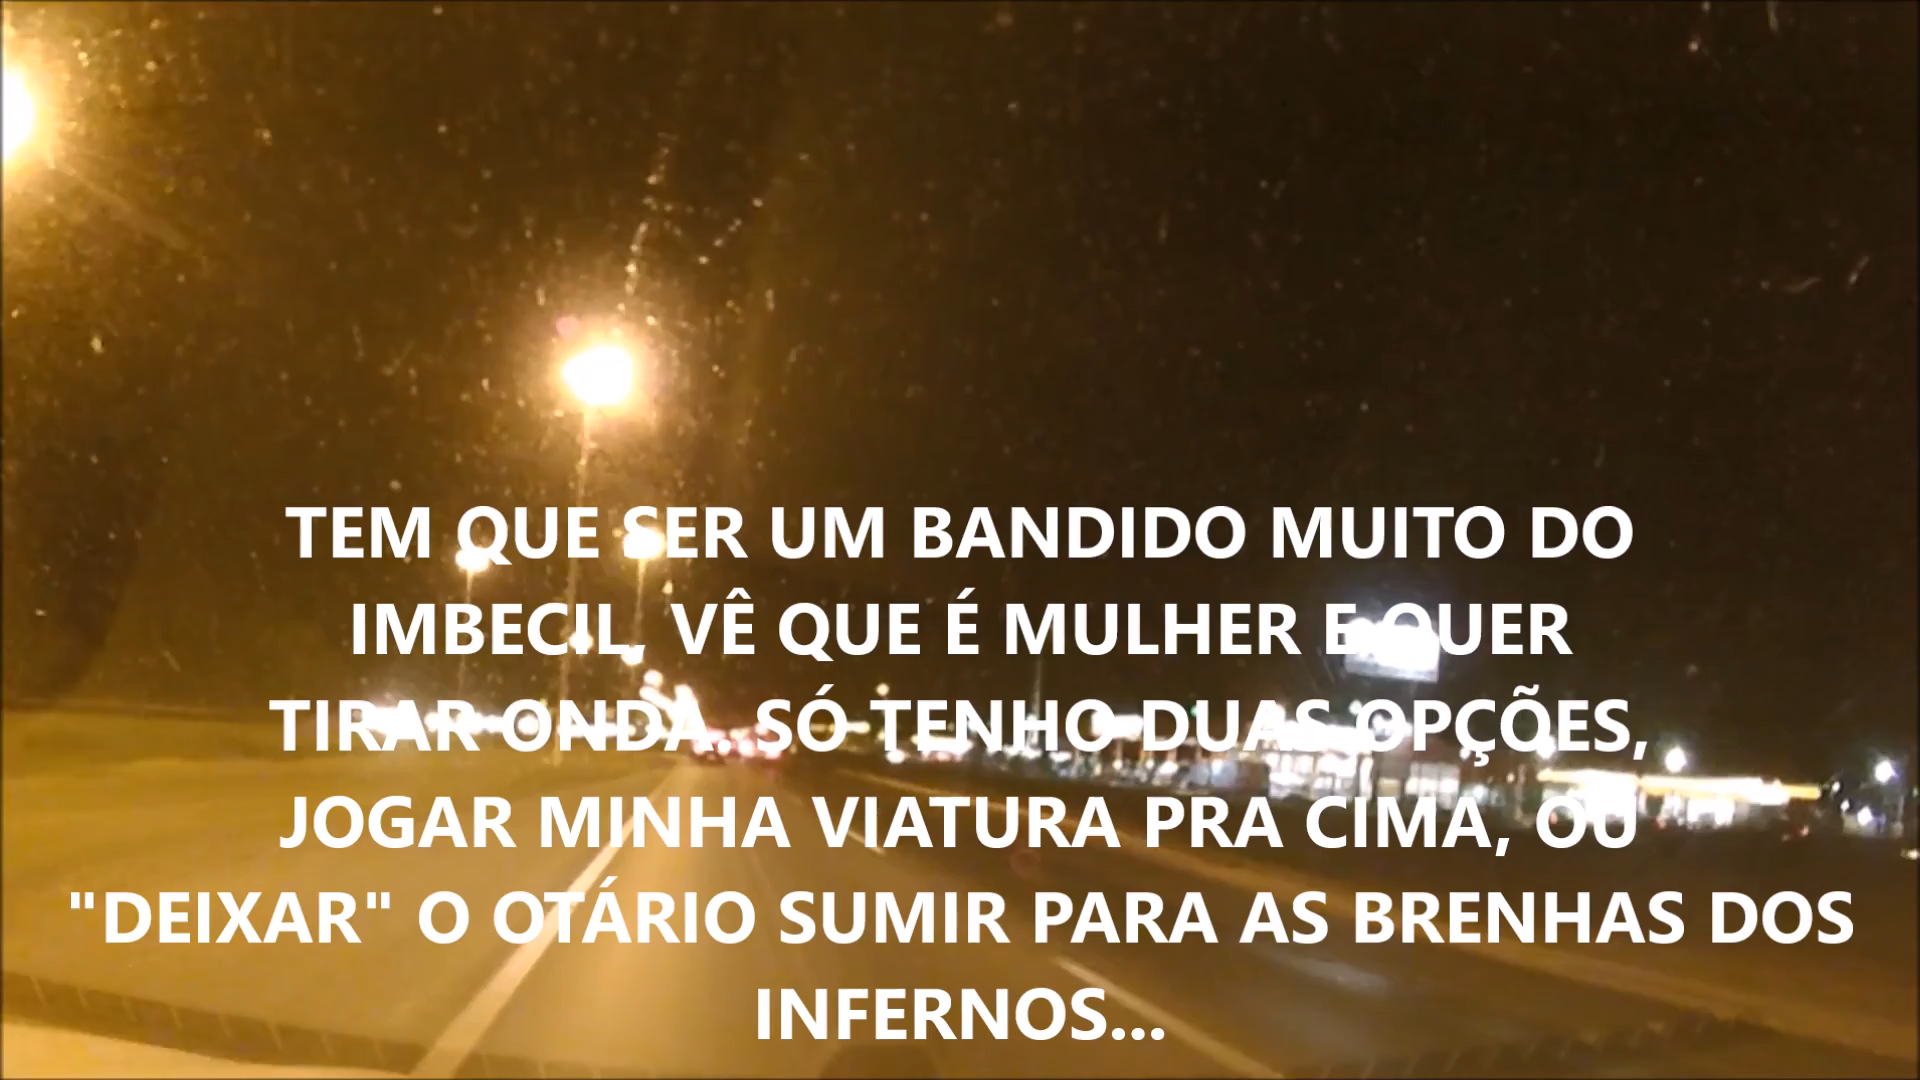 TEM QUE SER UM BANDIDO MUITO DO
IMBECIL, VÊ QUE É MULHER E QUER
TIRAR ONDA. SÓ TENHO DUAS OPÇÕES,
JOGAR MINHA VIATURA PRA CIMA, OU
"DEIXAR" O OTÁRIO SUMIR PARA AS BRENHAS DOS
INFERNOS...